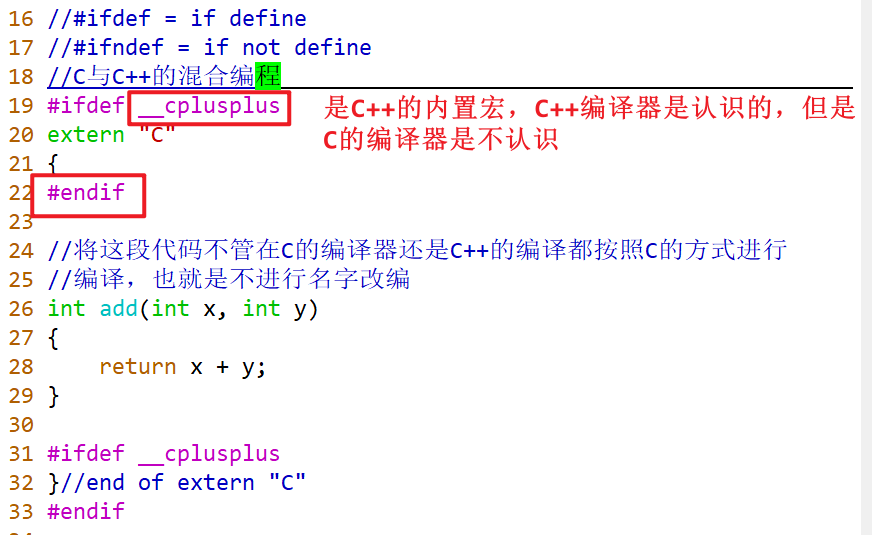 16 //#ifdef = if define
17 //#ifndef = if not define
18 //C与C++的混合编程
19 #ifdef __cplusplus 是C++的内置宏，C++编译器是认识的，但是
20 extern "C" C的编译器是不认识
21 {
22 #endif
23
24 //将这段代码不管在C的编译器还是C++的编译都按照C的方式进行
25 //编译，也就是不进行名字改编
26 int add(int x, int y)
27 {
28     return x + y;
29 }
30
31 #ifdef __cplusplus
32 }//end of extern "C"
33 #endif